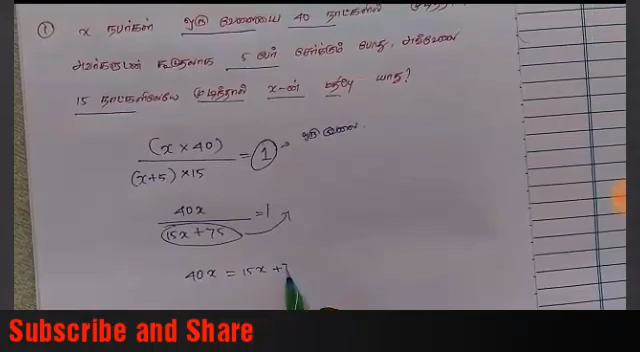 ① x நபர்கள் ஒரு வேலையை 40 நாட்களில்
அவர்களுடன் கூடுதலாக 5 பேர் சேர்க்கும் போது, அவ்வேலை
15 நாட்களிலேயே முடிந்தால் x-ன் மதிப்பு யாது?
(x × 40) / (x+5) × 15 = 1 → ஒரு வேலை.
40x / 15x + 75 = 1
40x = 15x + 7
Subscribe and Share